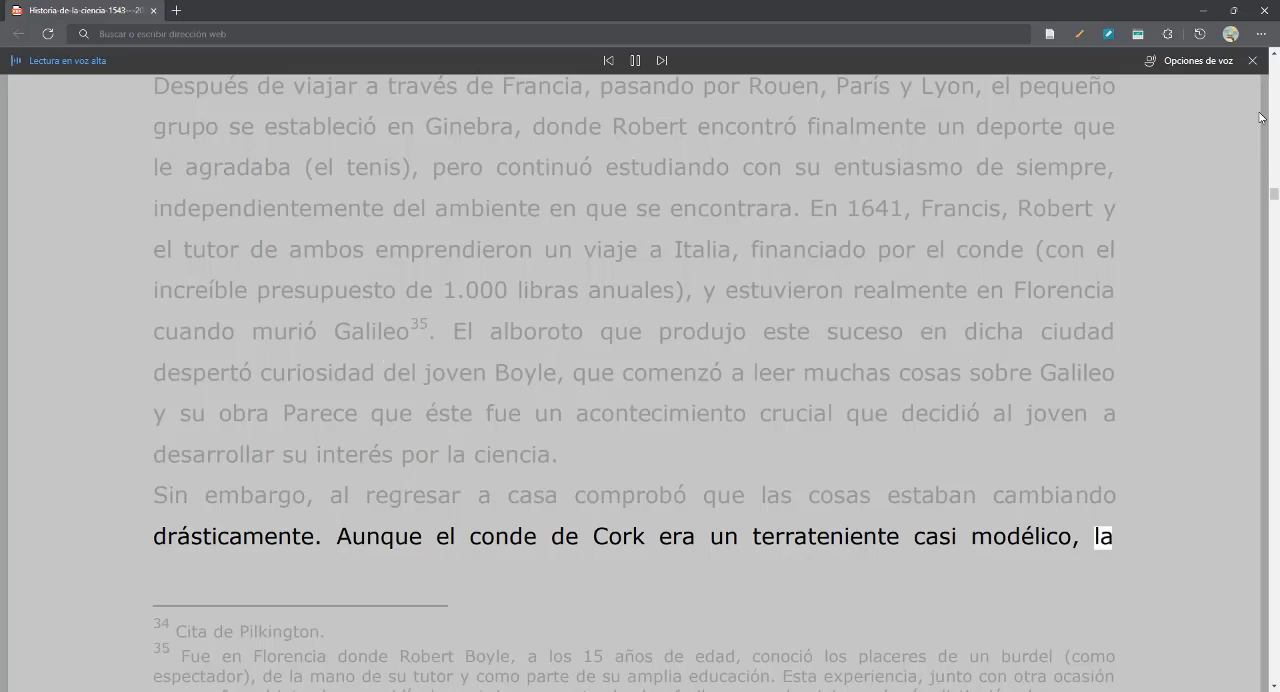 Historia-de-la-ciencia-1543---20
Buscar o escribir dirección web
Lectura en voz alta
Opciones de voz
Después de viajar a través de Francia, pasando por Rouen, París y Lyon, el pequeño
grupo se estableció en Ginebra, donde Robert encontró finalmente un deporte que
le agradaba (el tenis), pero continuó estudiando con su entusiasmo de siempre,
independientemente del ambiente en que se encontrara. En 1641, Francis, Robert y
el tutor de ambos emprendieron un viaje a Italia, financiado por el conde (con el
increíble presupuesto de 1.000 libras anuales), y estuvieron realmente en Florencia
cuando murió Galileo35. El alboroto que produjo este suceso en dicha ciudad
despertó curiosidad del joven Boyle, que comenzó a leer muchas cosas sobre Galileo
y su obra Parece que éste fue un acontecimiento crucial que decidió al joven a
desarrollar su interés por la ciencia.
Sin embargo, al regresar a casa comprobó que las cosas estaban cambiando
drásticamente. Aunque el conde de Cork era un terrateniente casi modélico, la
34 Cita de Pilkington.
35 Fue en Florencia donde Robert Boyle, a los 15 años de edad, conoció los placeres de un burdel (como
espectador), de la mano de su tutor y como parte de su amplia educación. Esta experiencia, junto con otra ocasión